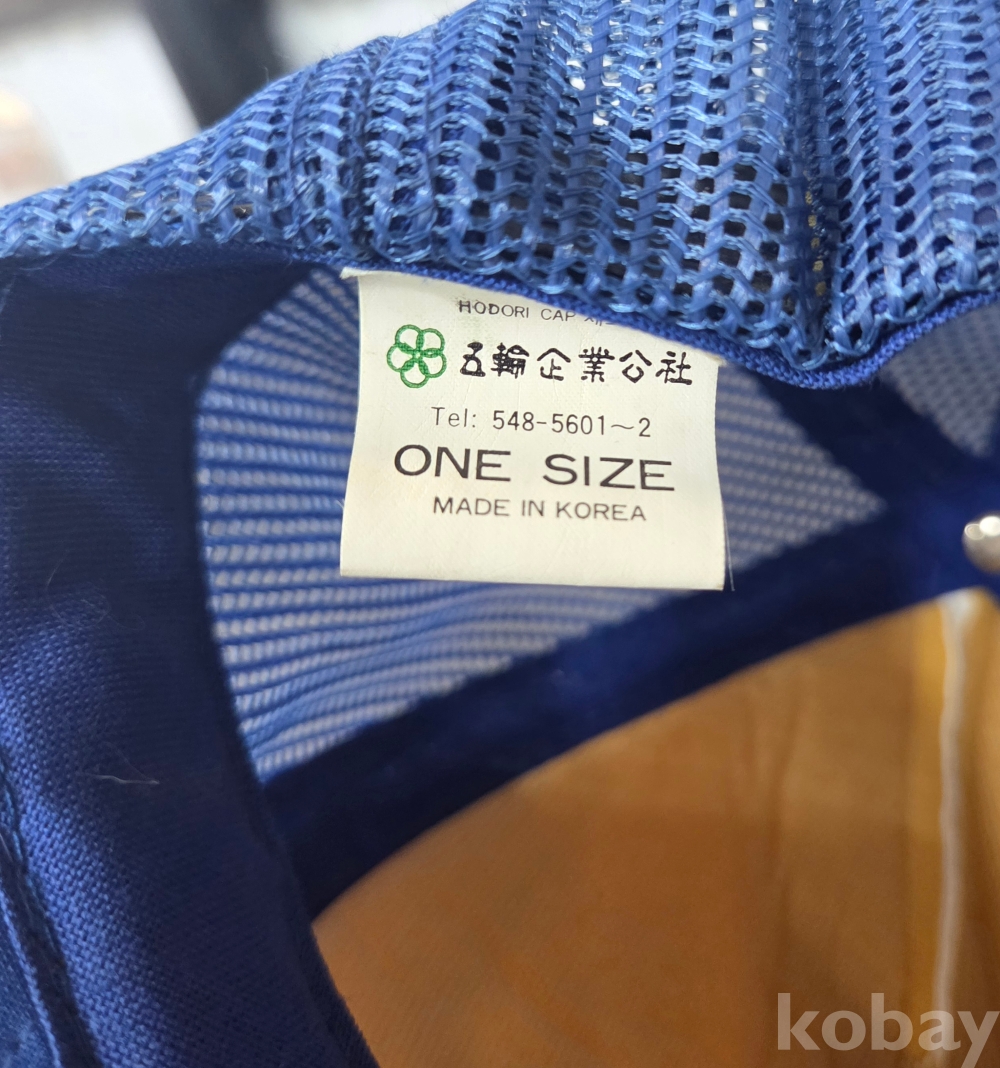 HODORI CAP
五輪企業公社
Tel: 548-5601~2
ONE SIZE
MADE IN KOREA
kobay